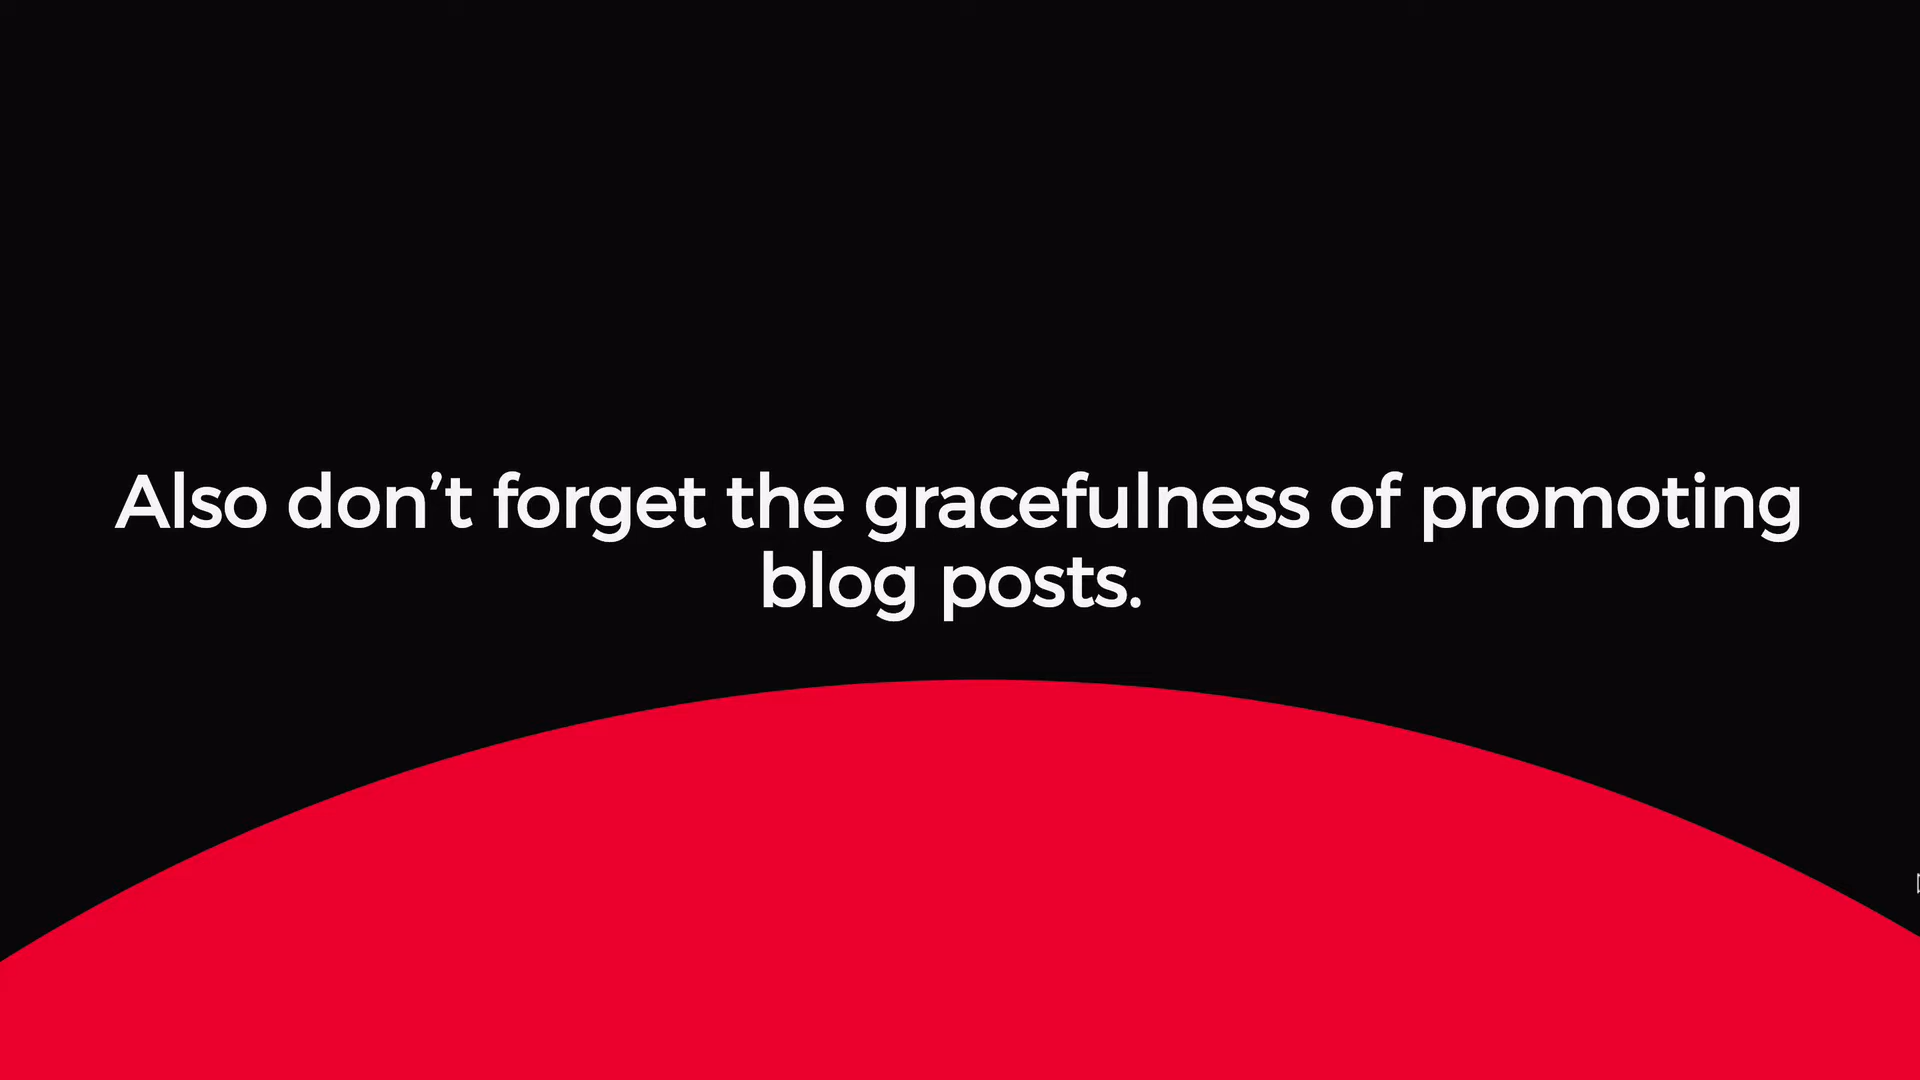 Also don’t forget the gracefulness of promoting
blog posts.